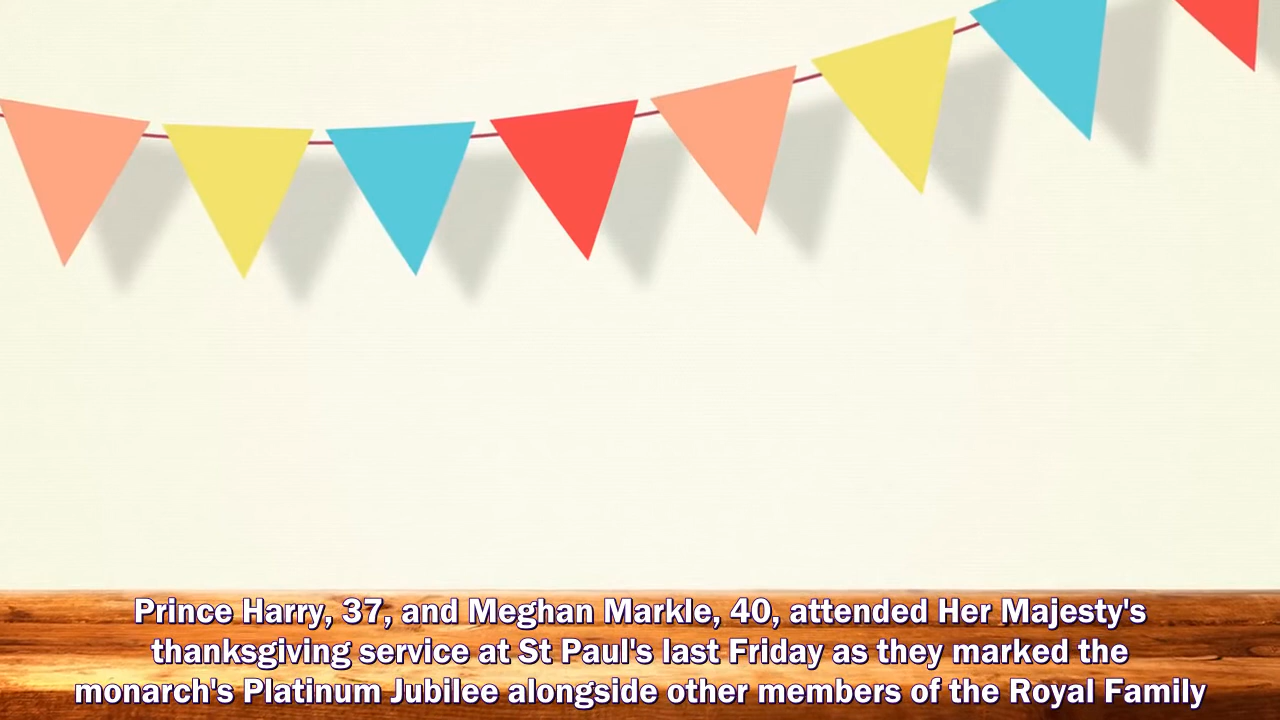 Prince Harry, 37, and Meghan Markle, 40, attended Her Majesty's
thanksgiving service at St Paul's last Friday as they marked the
monarch's Platinum Jubilee alongside other members of the Royal Family